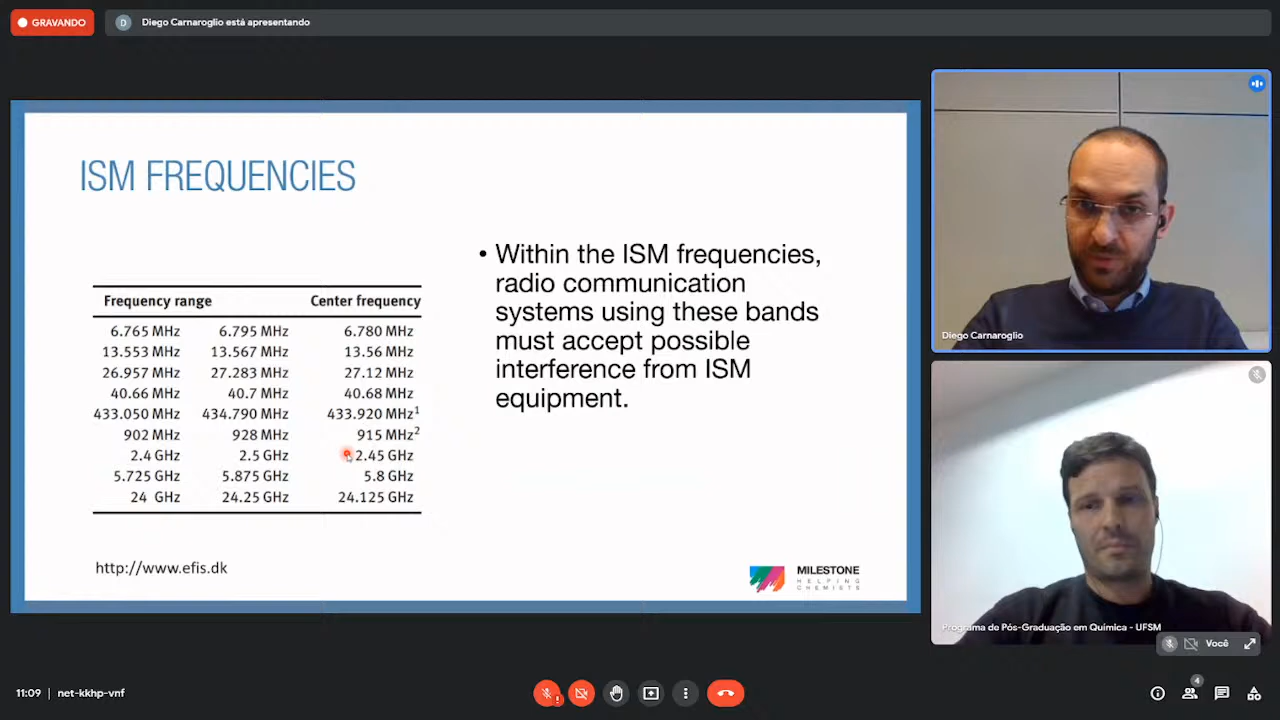 GRAVANDO
D
Diego Carnaroglio está apresentando
ISM FREQUENCIES
Frequency range Center frequency
6.765 MHz 6.795 MHz 6.780 MHz
13.553 MHz 13.567 MHz 13.56 MHz
26.957 MHz 27.283 MHz 27.12 MHz
40.66 MHz 40.7 MHz 40.68 MHz
433.050 MHz 434.790 MHz 433.920 MHz¹
902 MHz 928 MHz 915 MHz²
2.4 GHz 2.5 GHz 2.45 GHz
5.725 GHz 5.875 GHz 5.8 GHz
24 GHz 24.25 GHz 24.125 GHz
http://www.efis.dk
• Within the ISM frequencies,
radio communication
systems using these bands
must accept possible
interference from ISM
equipment.
MILESTONE
HELPING
CHEMISTS
Diego Carnaroglio
Programa de Pós-Graduação em Química - UFSM
Você
11:09 | net-kkhp-vnf
4